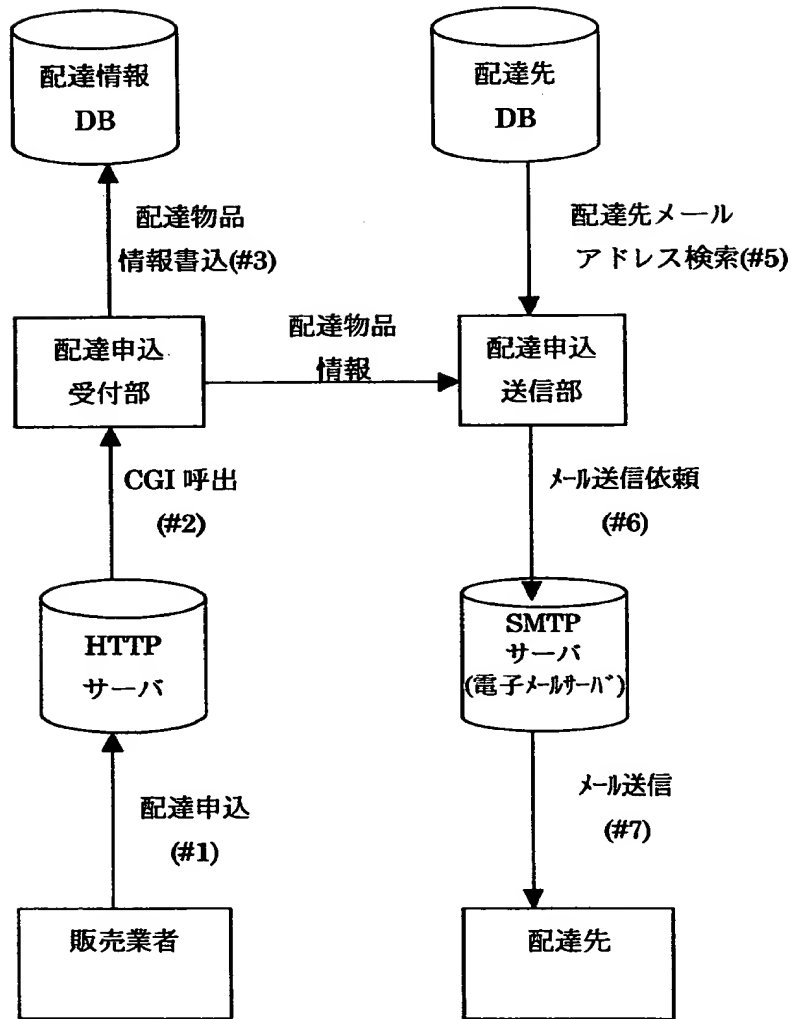 配達情報
DB
配達先
DB
配達物品
情報書込(#3)
配達先メール
アドレス検索(#5)
配達申込
受付部
配達物品
情報
配達申込
送信部
CGI 呼出
(#2)
メール送信依頼
(#6)
HTTP
サーバ
SMTP
サーバ
(電子メールサーバ)
配達申込
(#1)
メール送信
(#7)
販売業者
配達先